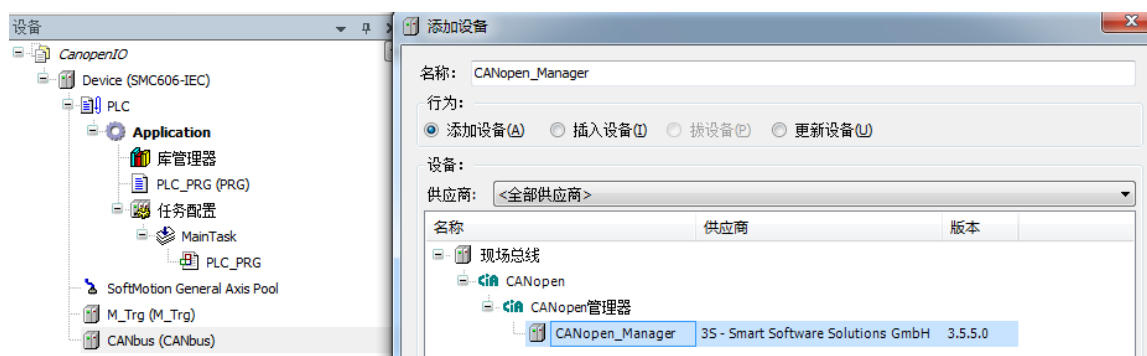 设备
CanopenIO
Device (SMC606-IEC)
PLC
Application
库管理器
PLC_PRG (PRG)
任务配置
MainTask
PLC_PRG
SoftMotion General Axis Pool
M_Trg (M_Trg)
CANbus (CANbus)
添加设备
名称: CANopen_Manager
行为:
添加设备(A) 插入设备(I) 拔设备(P) 更新设备(U)
设备:
供应商: <全部供应商>
名称 供应商 版本
现场总线
CiA CANopen
CiA CANopen管理器
CANopen_Manager 3S - Smart Software Solutions GmbH 3.5.5.0